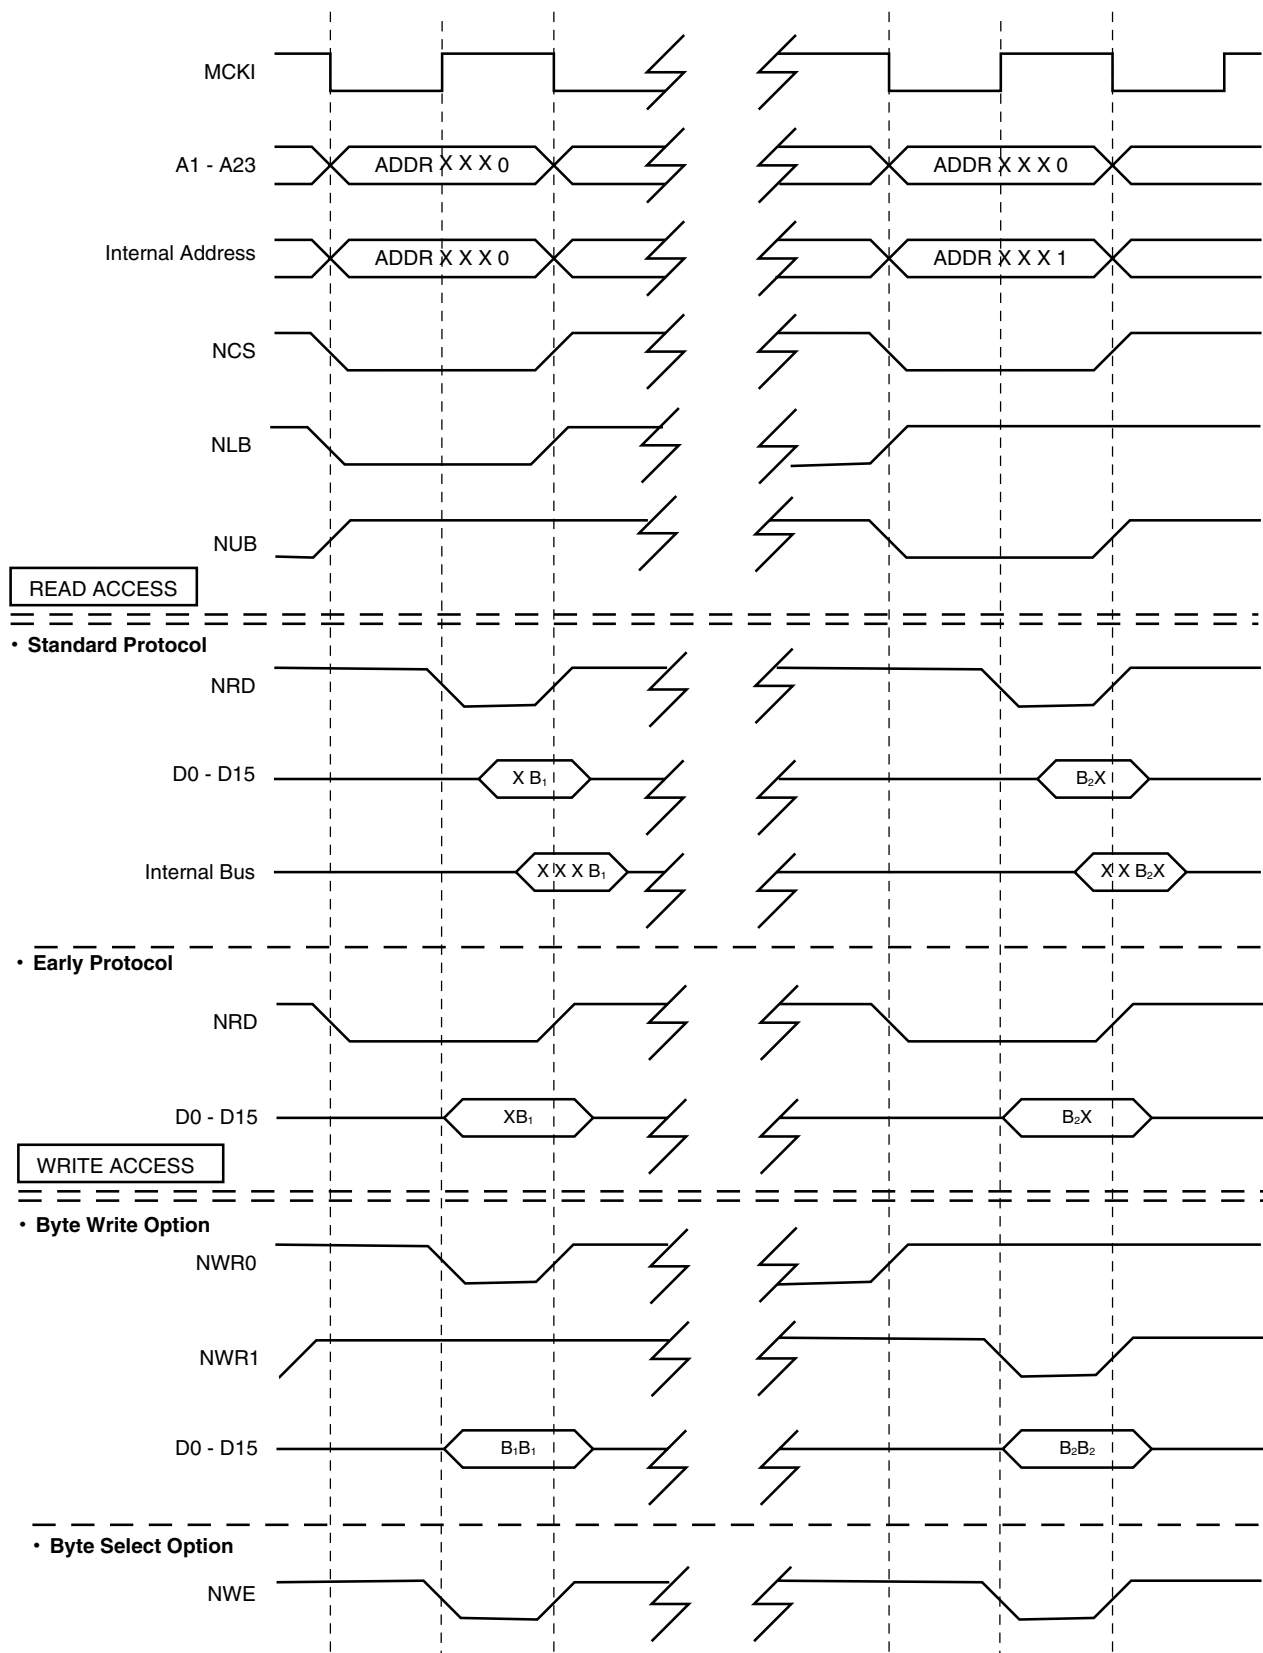 MCKI
A1 - A23 ADDR X X X 0 ADDR X X X 0
Internal Address ADDR X X X 0 ADDR X X X 1
NCS
NLB
NUB
READ ACCESS
• Standard Protocol
NRD
D0 - D15 X B₁ B₂X
Internal Bus X X X B₁ X X B₂X
• Early Protocol
NRD
D0 - D15 XB₁ B₂X
WRITE ACCESS
• Byte Write Option
NWR0
NWR1
D0 - D15 B₁B₁ B₂B₂
• Byte Select Option
NWE